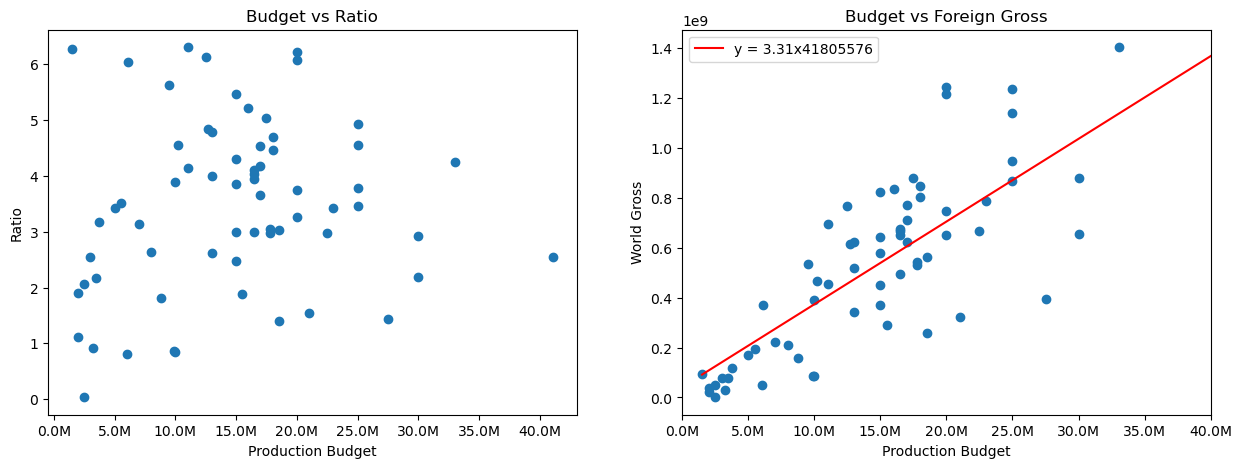 Budget vs Ratio
Ratio
6
5
4
3
2
1
0
0.0M 5.0M 10.0M 15.0M 20.0M 25.0M 30.0M 35.0M 40.0M
Production Budget
Budget vs Foreign Gross
1e9
y = 3.31x41805576
World Gross
1.4
1.2
1.0
0.8
0.6
0.4
0.2
0.0
0.0M 5.0M 10.0M 15.0M 20.0M 25.0M 30.0M 35.0M 40.0M
Production Budget